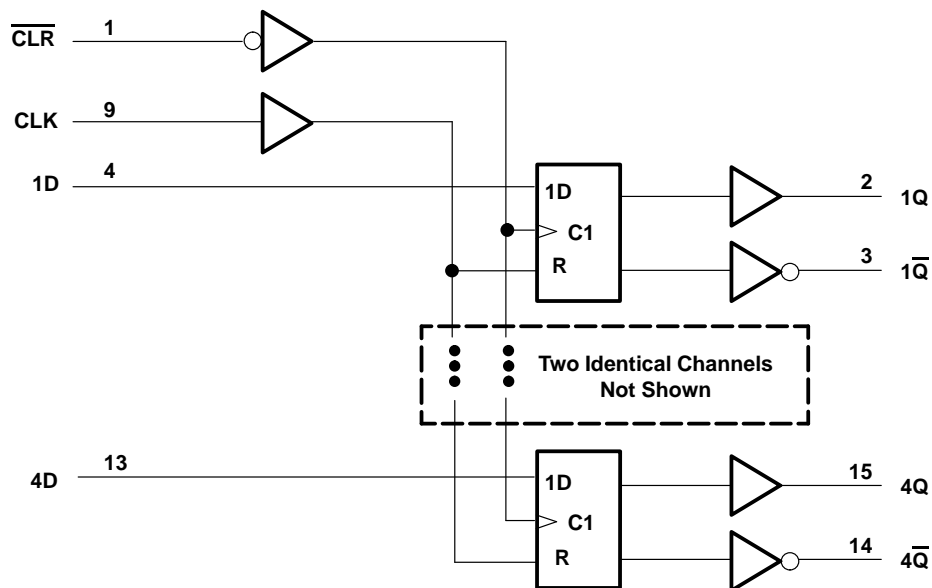 C̅L̅R̅ 1
CLK 9
1D 4
1D
C1
R
2 1Q
3 1Q̅
Two Identical Channels
Not Shown
4D 13
1D
C1
R
15 4Q
14 4Q̅